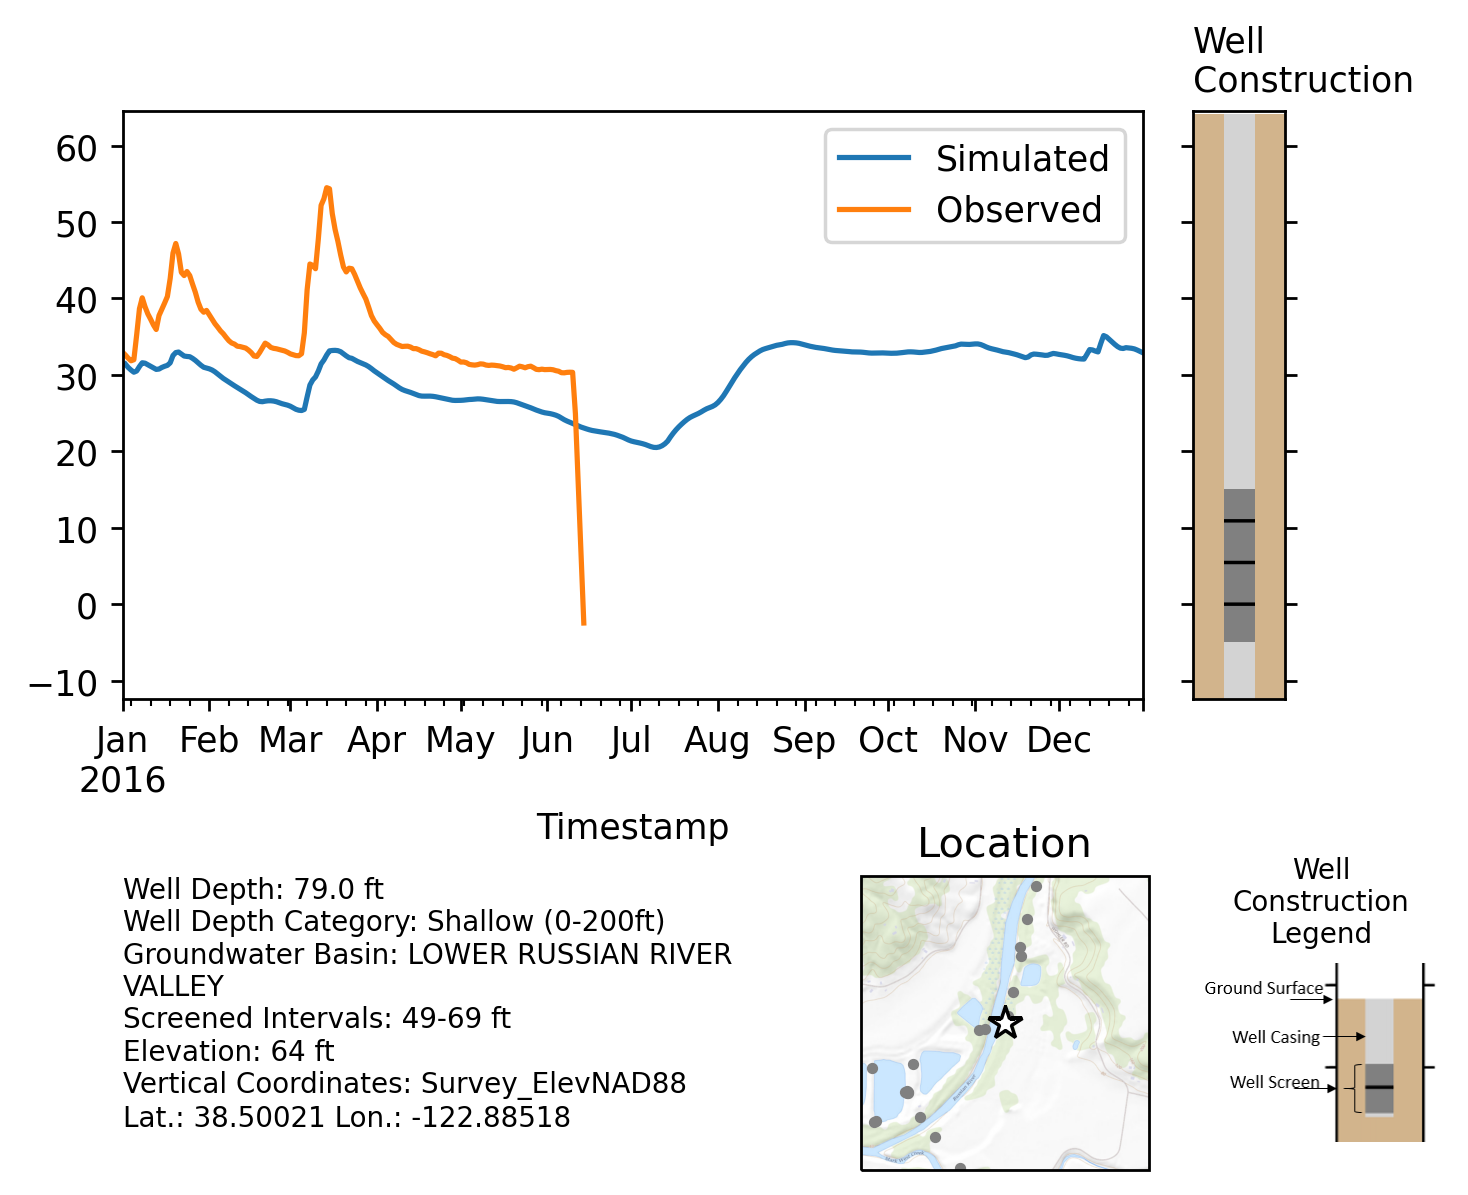 Well
Construction
60
50
40
30
20
10
0
−10
Simulated
Observed
Jan Feb Mar Apr May Jun Jul Aug Sep Oct Nov Dec
2016
Timestamp
Well Depth: 79.0 ft
Well Depth Category: Shallow (0-200ft)
Groundwater Basin: LOWER RUSSIAN RIVER
VALLEY
Screened Intervals: 49-69 ft
Elevation: 64 ft
Vertical Coordinates: Survey_ElevNAD88
Lat.: 38.50021 Lon.: -122.88518
Location
Well
Construction
Legend
Ground Surface
Well Casing
Well Screen